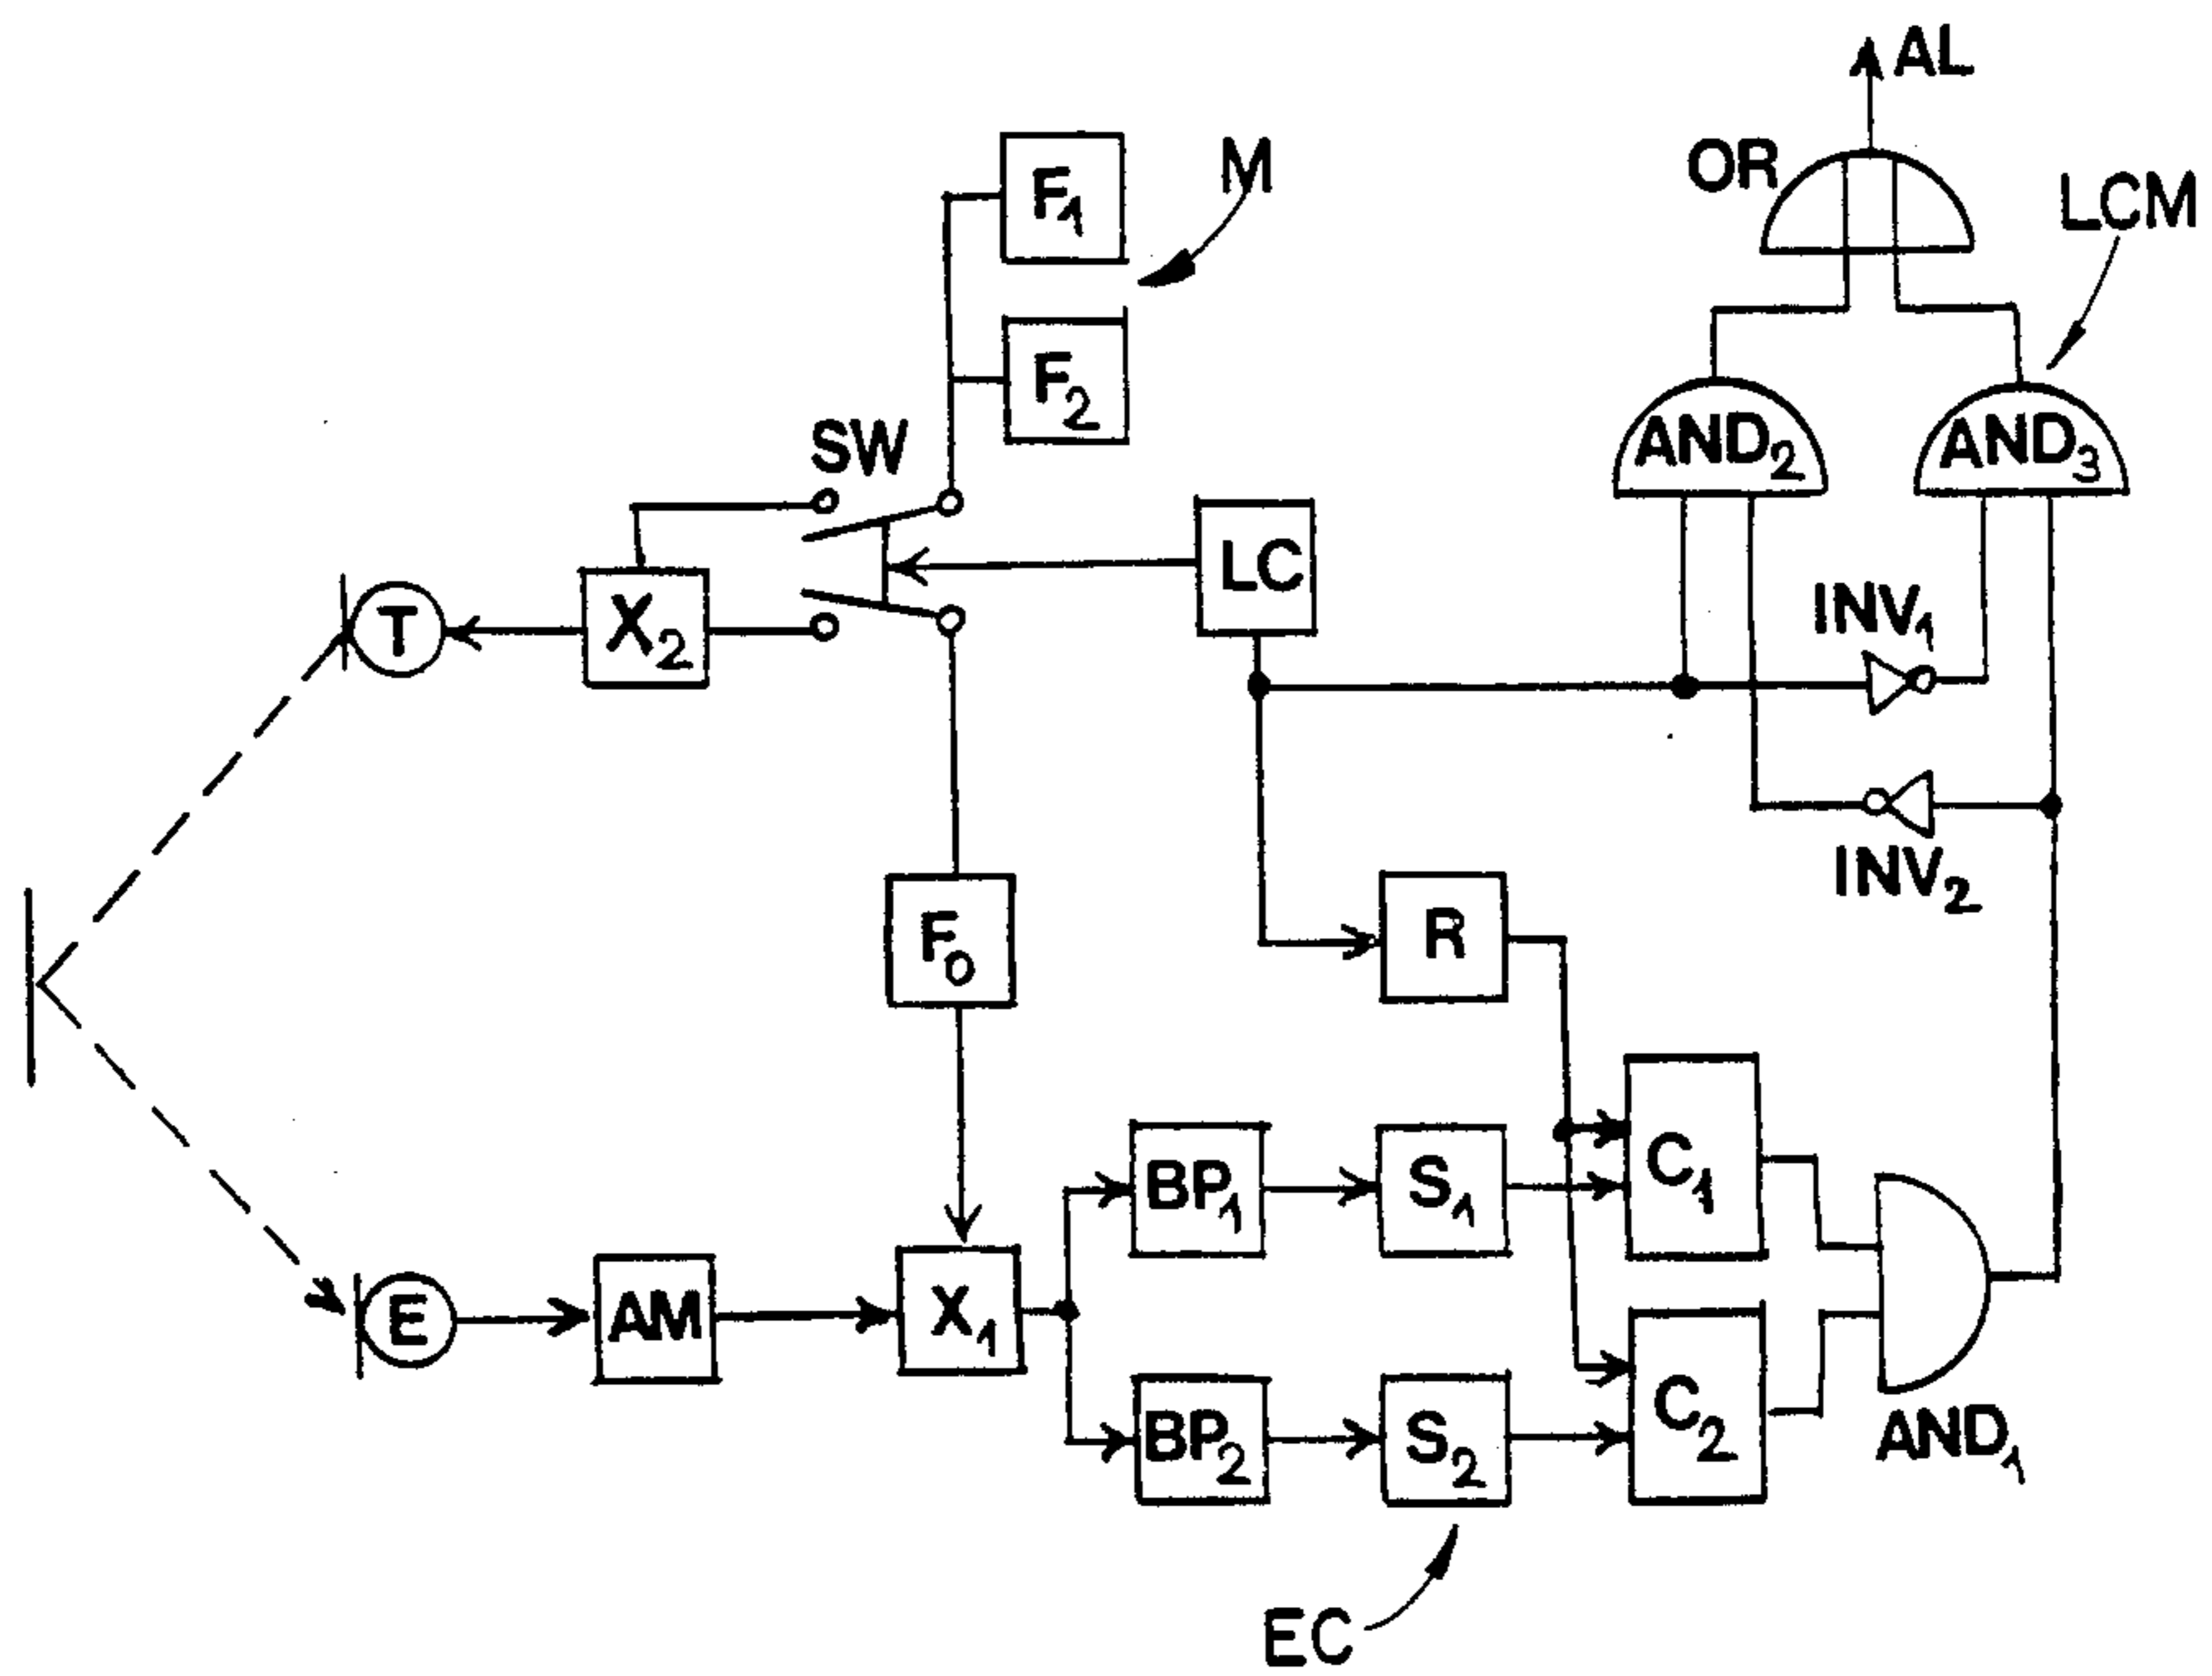 AL
OR
M
LCM
F1
F2
SW
AND2
AND3
LC
INV1
T
X2
INV2
F0
R
C1
BP1
S1
E
AM
X1
C2
BP2
S2
AND1
EC